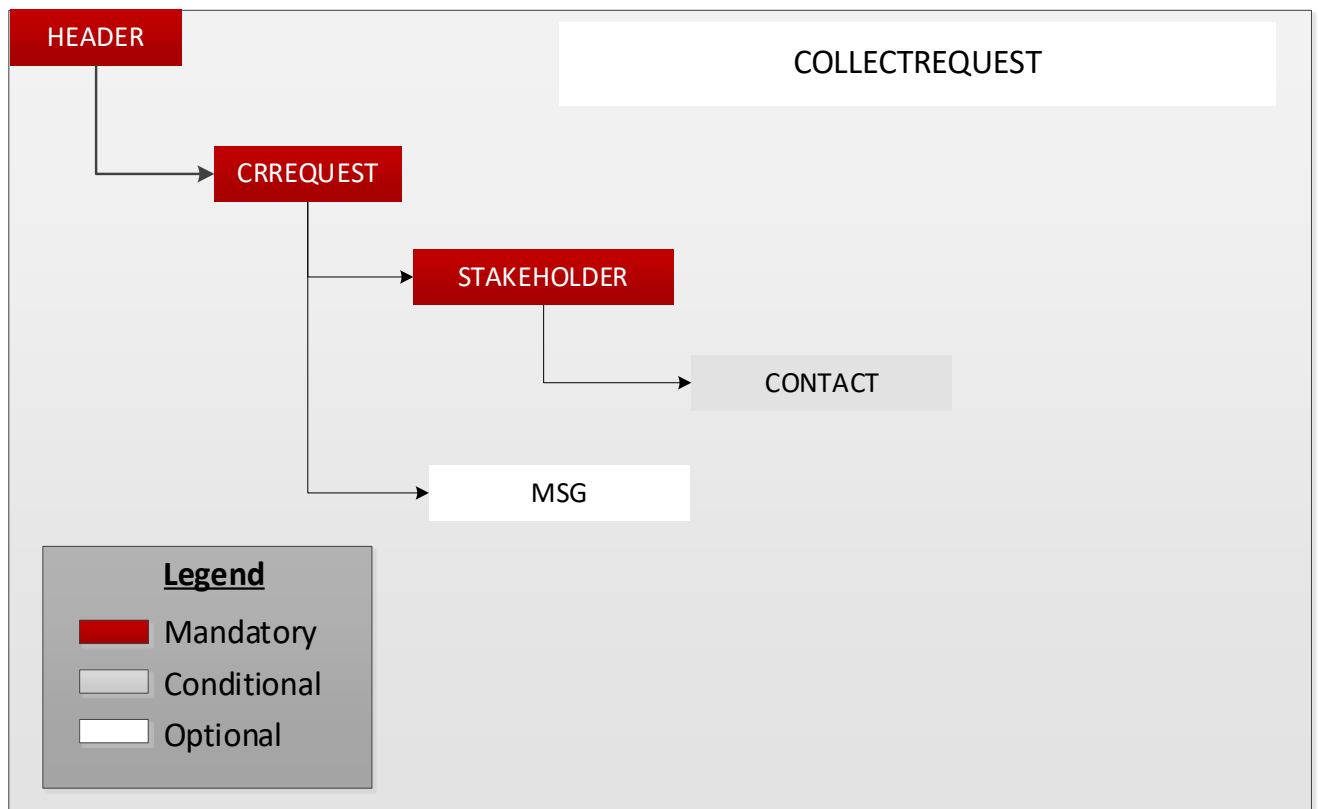 HEADER
COLLECTREQUEST
CRREQUEST
STAKEHOLDER
CONTACT
MSG
Legend
Mandatory
Conditional
Optional